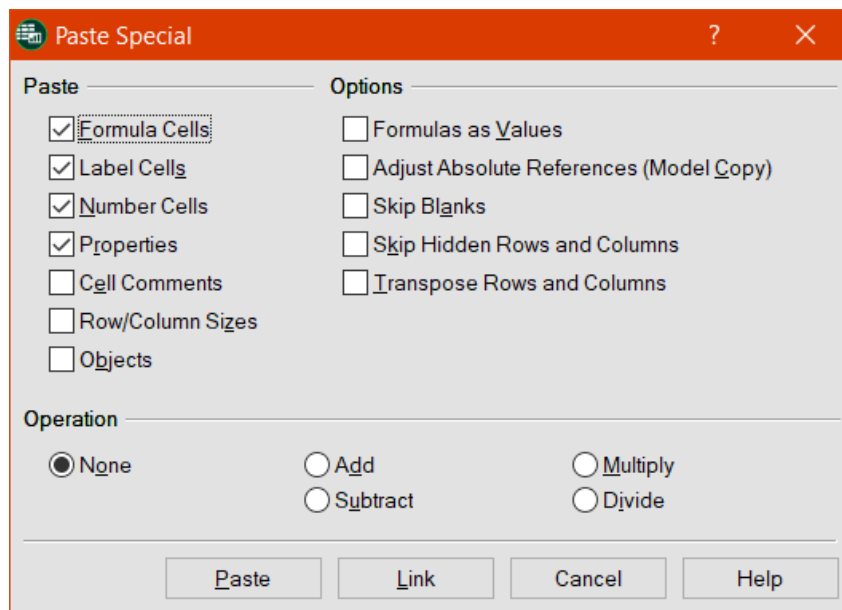 Paste Special ?
Paste Options
Formula Cells Formulas as Values
Label Cells Adjust Absolute References (Model Copy)
Number Cells Skip Blanks
Properties Skip Hidden Rows and Columns
Cell Comments Transpose Rows and Columns
Row/Column Sizes
Objects
Operation
None Add Multiply
Subtract Divide
Paste Link Cancel Help